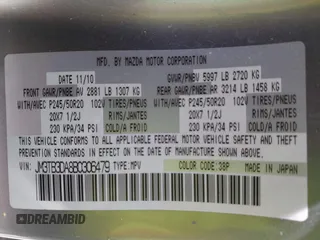 MFD. BY MAZDA MOTOR CORPORATION
DATE 11/10 GVWR/PNBV 5997 LB 2720 KG
FRONT GAWR/PNBE AV 2881 LB 1307 KG REAR GAWR/PNBE AR 3214 LB 1458 KG
WITH/AVEC P245/50R20 102V TIRES/PNEUS WITH/AVEC P245/50R20 102V TIRES/PNEUS
20X7 1/2J RIMS/JANTES 20X7 1/2J RIMS/JANTES
230 KPA/34 PSI COLD/A FROID 230 KPA/34 PSI COLD/A FROID
THIS VEHICLE CONFORMS TO ALL APPLICABLE FEDERAL MOTOR VEHICLE SAFETY
AND THEFT PREVENTION STANDARDS IN EFFECT ON THE DATE OF MANUFACTURE SHOWN ABOVE.
VIN: JM3TB3DA8B0306479 TYPE: MPV COLOR CODE: 38P MADE IN JAPAN
DREAMBID